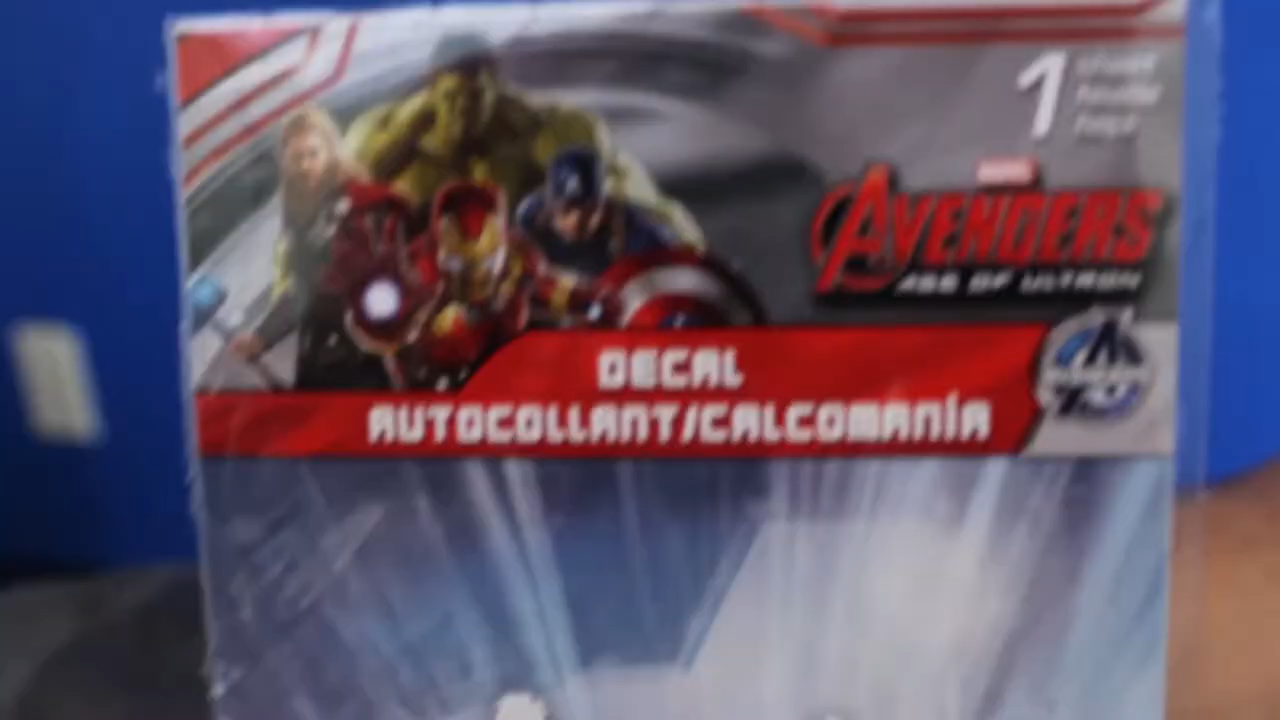 1
MARVEL
AVENGERS
AGE OF ULTRON
DECAL
AUTOCOLLANT/CALCOMANÍA